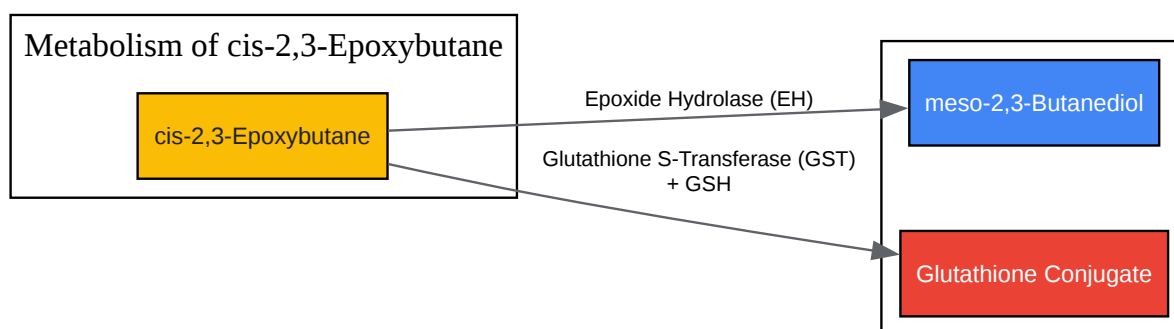 Metabolism of cis-2,3-Epoxybutane
cis-2,3-Epoxybutane
Epoxide Hydrolase (EH)
meso-2,3-Butanediol
Glutathione S-Transferase (GST)
+ GSH
Glutathione Conjugate